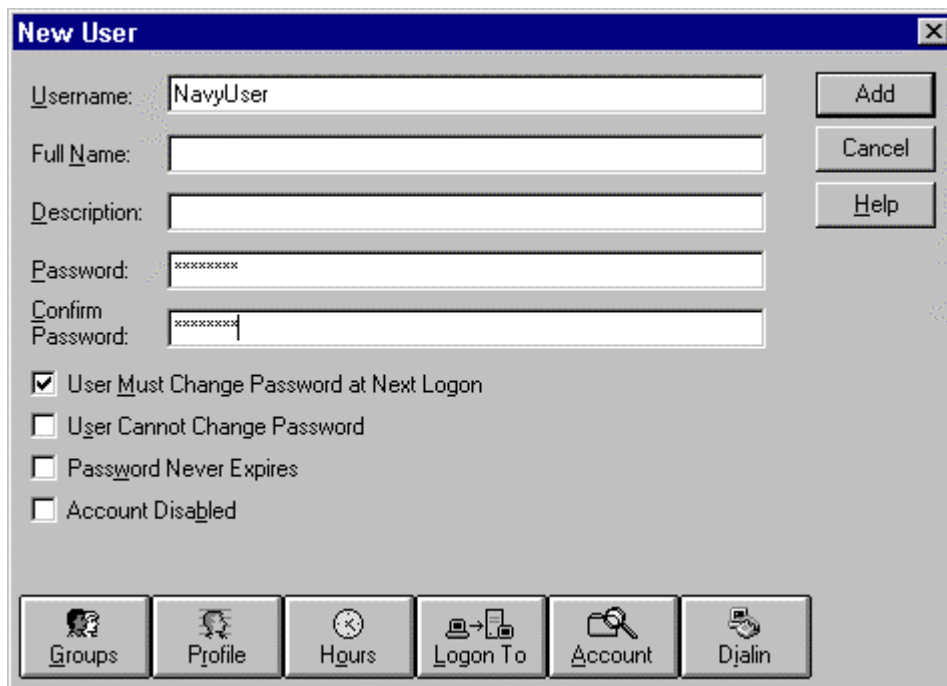 New User
Username: NavyUser
Add
Full Name:
Cancel
Description:
Help
Password: ********
Confirm
Password: ********
User Must Change Password at Next Logon
User Cannot Change Password
Password Never Expires
Account Disabled
Groups Profile Hours Logon To Account Dialin